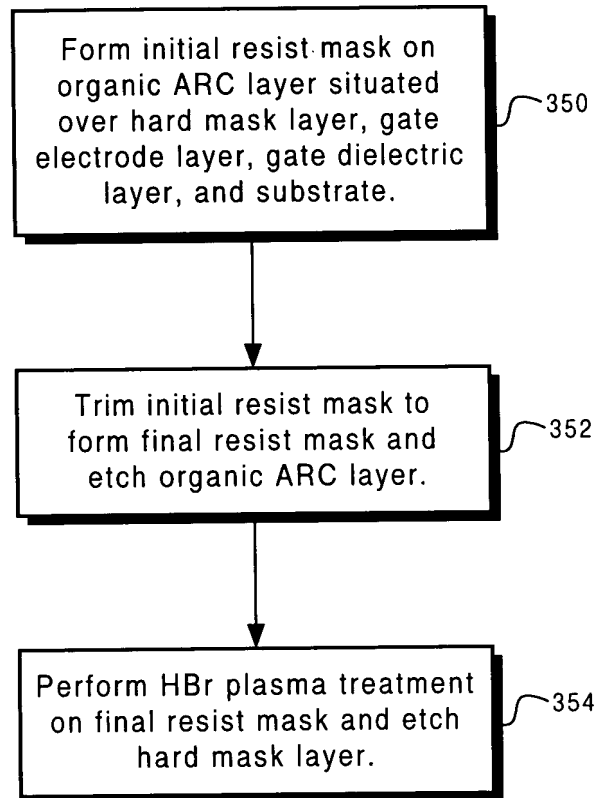 Form initial resist mask on
organic ARC layer situated
over hard mask layer, gate
electrode layer, gate dielectric
layer, and substrate.
350
Trim initial resist mask to
form final resist mask and
etch organic ARC layer.
352
Perform HBr plasma treatment
on final resist mask and etch
hard mask layer.
354